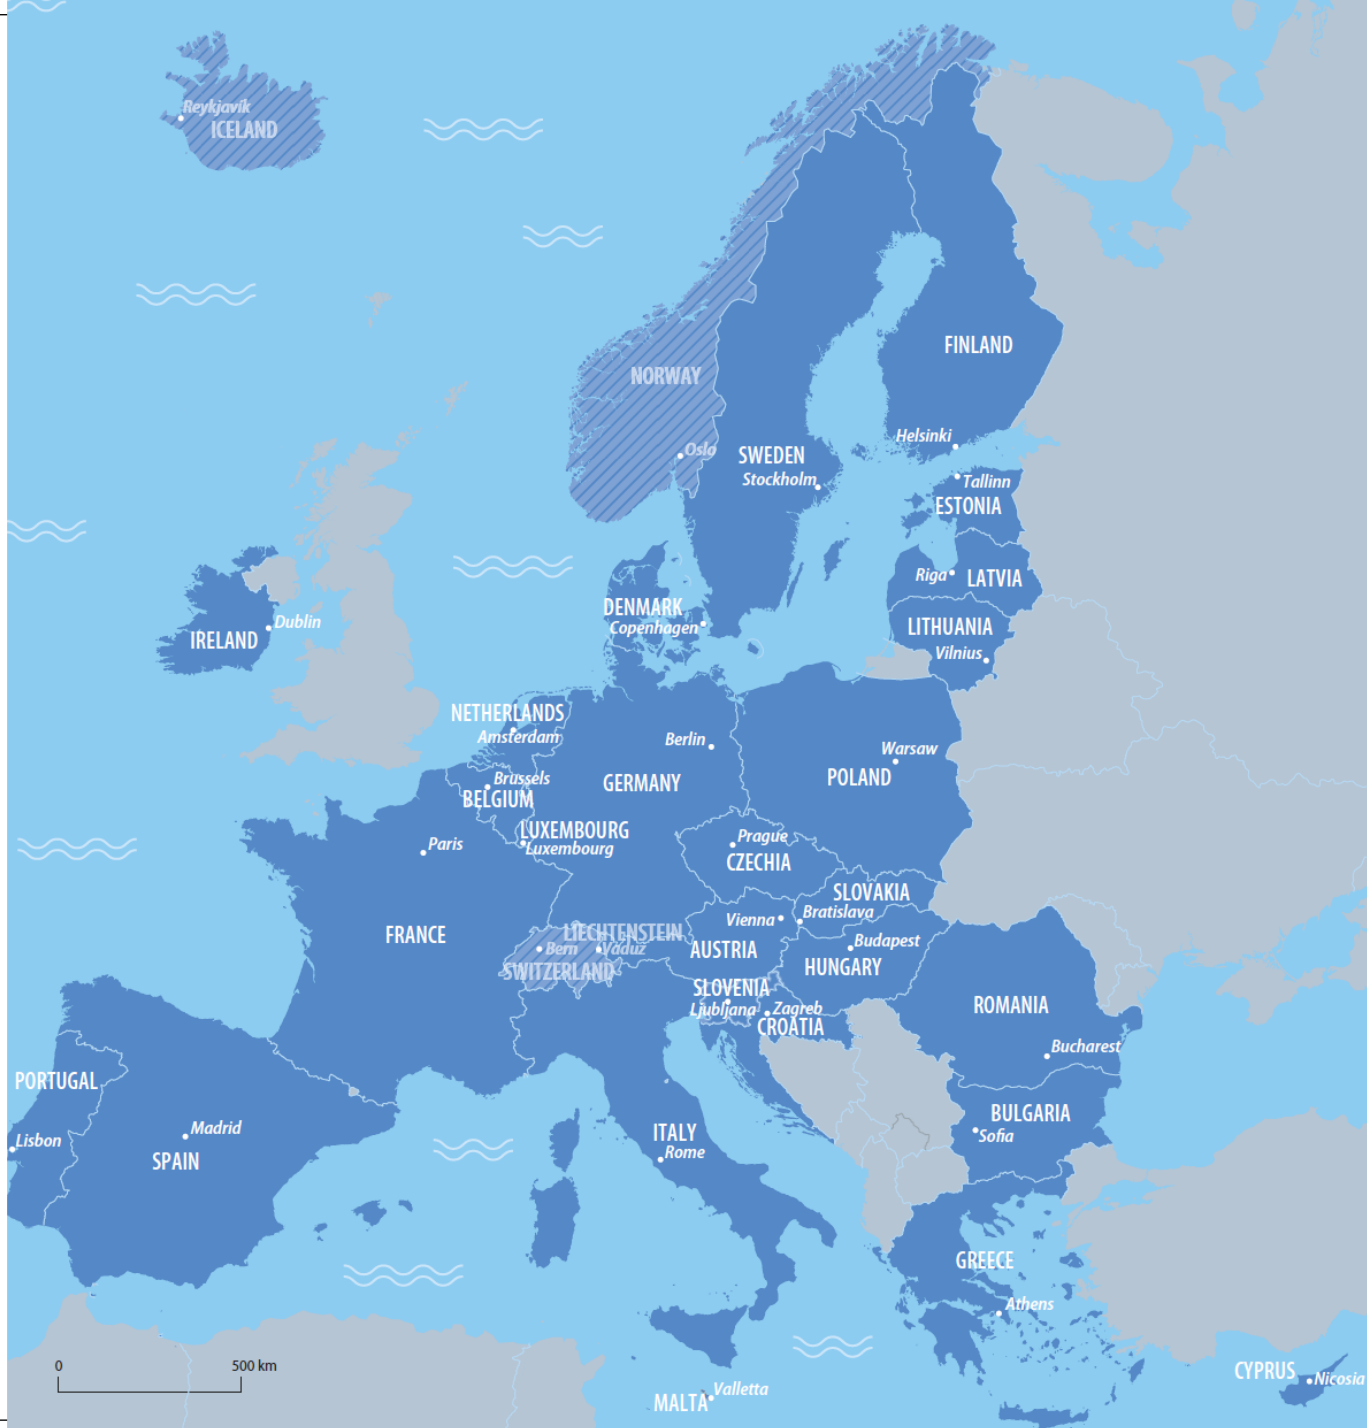 Reykjavík
ICELAND
FINLAND
NORWAY
Helsinki
Oslo
SWEDEN
Stockholm
Tallinn
ESTONIA
Riga
LATVIA
DENMARK
Copenhagen
Dublin
IRELAND
LITHUANIA
Vilnius
NETHERLANDS
Amsterdam
Berlin
Warsaw
POLAND
Brussels
BELGIUM
GERMANY
LUXEMBOURG
Luxembourg
Paris
Prague
CZECHIA
SLOVAKIA
Bratislava
Vienna
AUSTRIA
FRANCE
LIECHTENSTEIN
Bern
Vaduz
SWITZERLAND
Budapest
HUNGARY
SLOVENIA
Ljubljana
Zagreb
CROATIA
ROMANIA
Bucharest
PORTUGAL
Lisbon
Madrid
SPAIN
ITALY
Rome
BULGARIA
Sofia
GREECE
Athens
0 500 km
MALTA
Valletta
CYPRUS
Nicosia